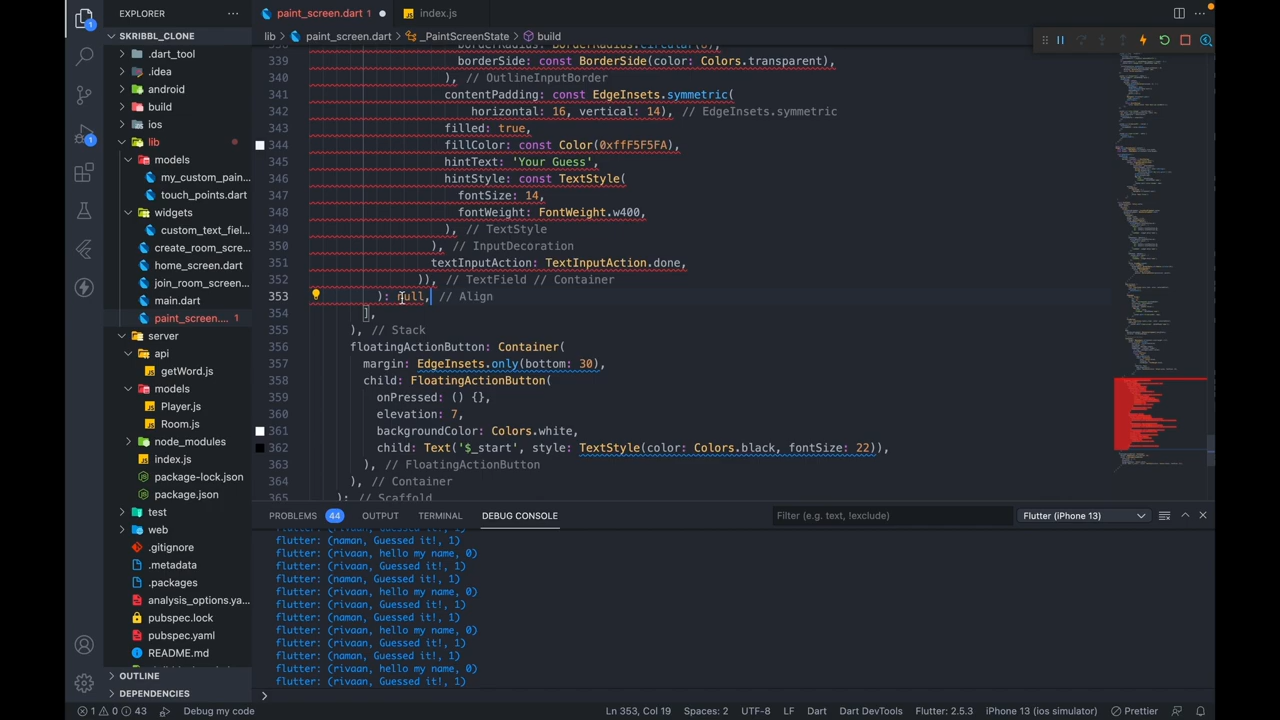 EXPLORER
SKRIBBL_CLONE
.dart_tool
.idea
android
build
ios
lib
models
my_custom_pain...
touch_points.dart
widgets
custom_text_fiel...
create_room_scre...
home_screen.dart
join_room_screen...
main.dart
paint_screen.... 1
server
api
getWord.js
models
Player.js
Room.js
node_modules
index.js
package-lock.json
package.json
test
web
.gitignore
.metadata
.packages
analysis_options.ya...
pubspec.lock
pubspec.yaml
README.md
OUTLINE
DEPENDENCIES
paint_screen.dart 1
index.js
lib > paint_screen.dart > _PaintScreenState > build
339 borderSide: const BorderSide(color: Colors.transparent),
340 ), // OutlineInputBorder
341 contentPadding: const EdgeInsets.symmetric(
342 horizontal: 16, vertical: 14), // EdgeInsets.symmetric
343 filled: true,
344 fillColor: const Color(0xffF5F5FA),
345 hintText: 'Your Guess',
346 hintStyle: const TextStyle(
347 fontSize: 14,
348 fontWeight: FontWeight.w400,
349 ), // TextStyle
350 ), // InputDecoration
351 textInputAction: TextInputAction.done,
352 )), // TextField // Container
353 ): null, // Align
354 ],
355 ), // Stack
356 floatingActionButton: Container(
357 margin: EdgeInsets.only(bottom: 30),
358 child: FloatingActionButton(
359 onPressed: () {},
360 elevation: 7,
361 backgroundColor: Colors.white,
362 child: Text('$_start', style: TextStyle(color: Colors.black, fontSize: 22)),
363 ), // FloatingActionButton
364 ), // Container
365 ); // Scaffold
PROBLEMS 44 OUTPUT TERMINAL DEBUG CONSOLE
Filter (e.g. text, !exclude)
Flutter (iPhone 13)
flutter: (rivaan, Guessed it!, 1)
flutter: (naman, Guessed it!, 1)
flutter: (rivaan, hello my name, 0)
flutter: (rivaan, Guessed it!, 1)
flutter: (naman, Guessed it!, 1)
flutter: (rivaan, hello my name, 0)
flutter: (rivaan, Guessed it!, 1)
flutter: (naman, Guessed it!, 1)
flutter: (rivaan, hello my name, 0)
flutter: (rivaan, Guessed it!, 1)
flutter: (naman, Guessed it!, 1)
flutter: (rivaan, hello my name, 0)
flutter: (rivaan, Guessed it!, 1)
1 0 43 Debug my code
Ln 353, Col 19 Spaces: 2 UTF-8 LF Dart Dart DevTools Flutter: 2.5.3 iPhone 13 (ios simulator) Prettier